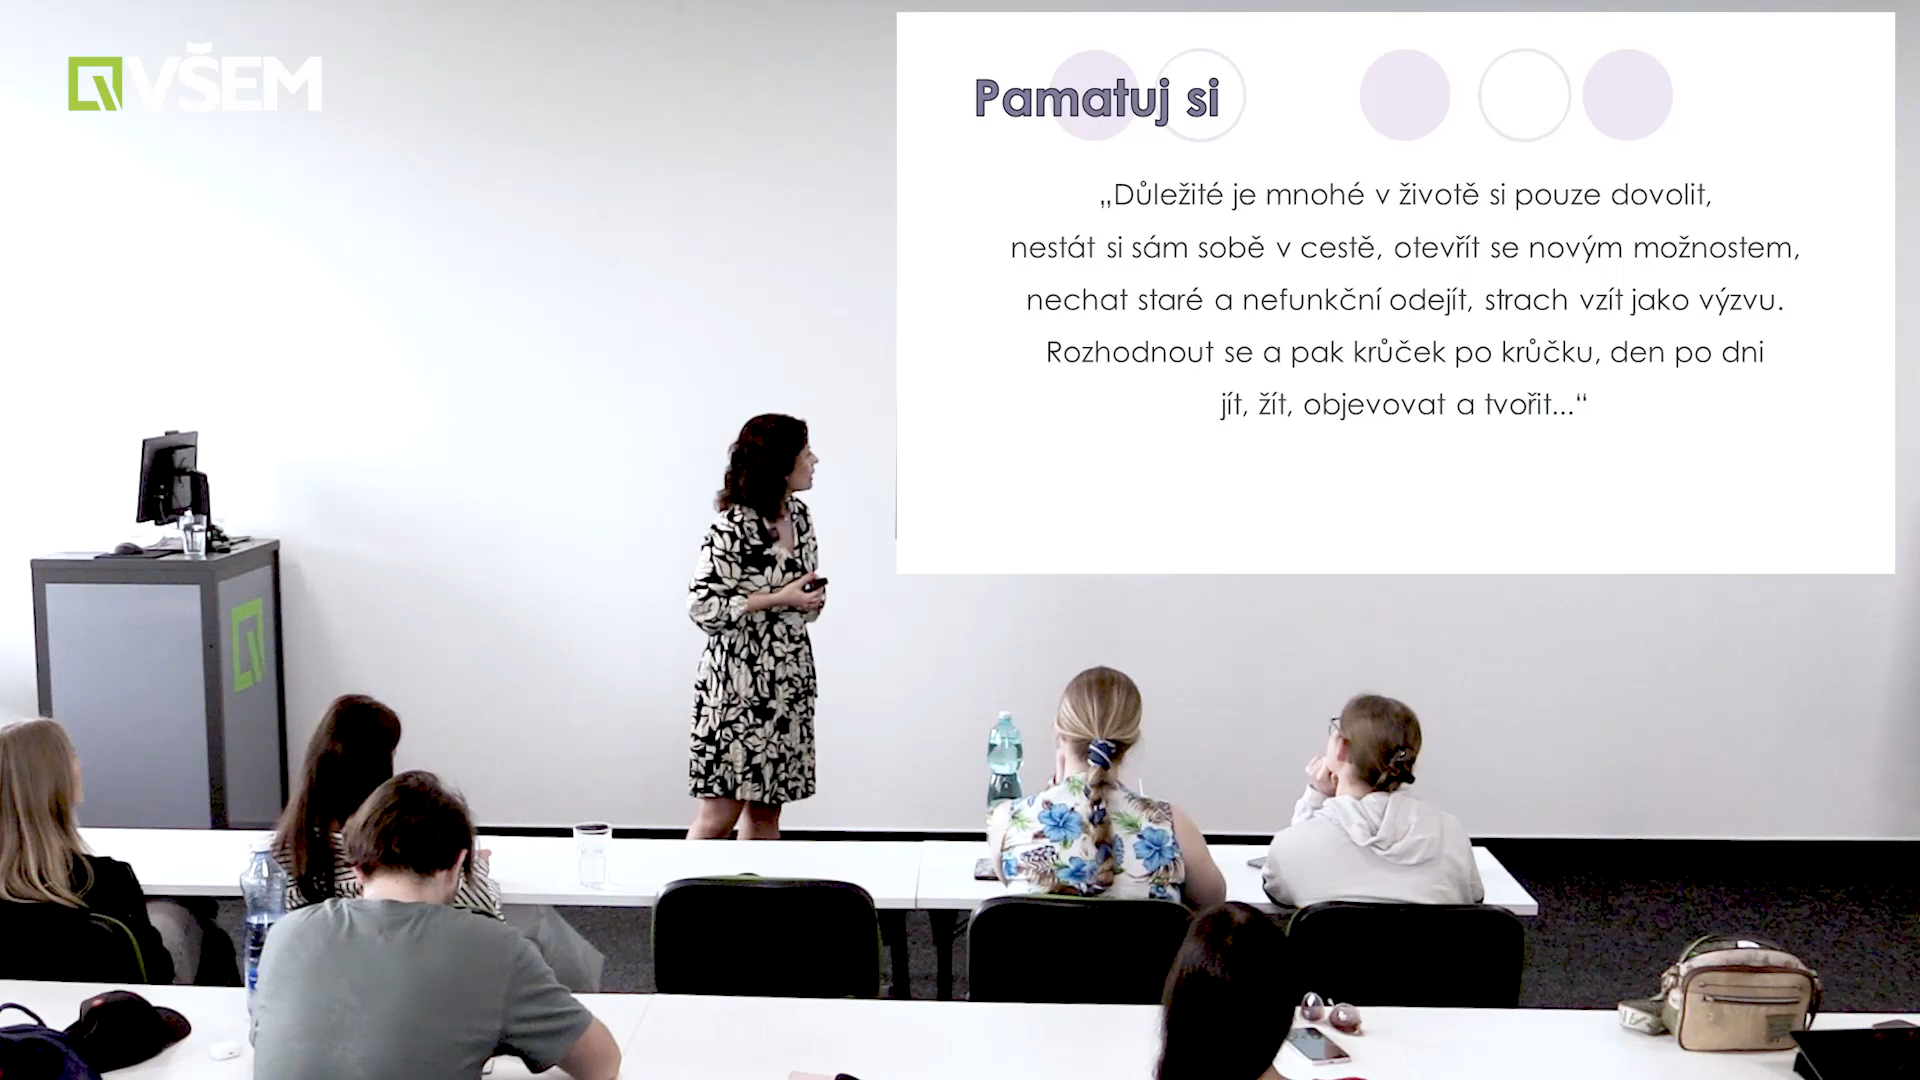 VŠEM
Pamatuj si
„Důležité je mnohé v životě si pouze dovolit,
nestát si sám sobě v cestě, otevřít se novým možnostem,
nechat staré a nefunkční odejít, strach vzít jako výzvu.
Rozhodnout se a pak krůček po krůčku, den po dni
jít, žít, objevovat a tvořit...“